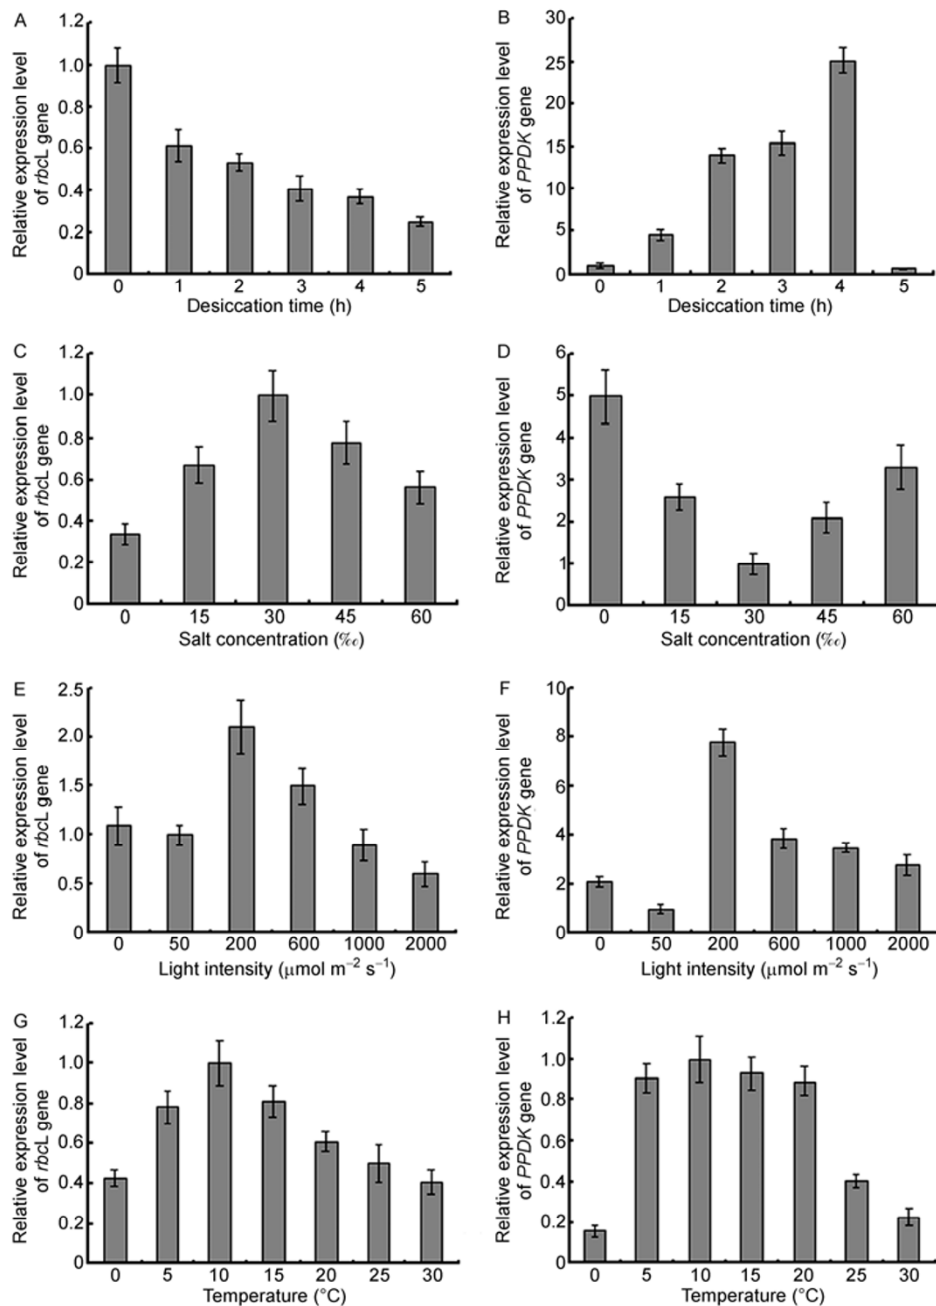 A
Relative expression level
of rbcL gene
1.2
1.0
0.8
0.6
0.4
0.2
0
0 1 2 3 4 5
Desiccation time (h)
B
Relative expression level
of PPDK gene
30
25
20
15
10
5
0
0 1 2 3 4 5
Desiccation time (h)
C
Relative expression level
of rbcL gene
1.2
1.0
0.8
0.6
0.4
0.2
0
0 15 30 45 60
Salt concentration (‰)
D
Relative expression level
of PPDK gene
6
5
4
3
2
1
0
0 15 30 45 60
Salt concentration (‰)
E
Relative expression level
of rbcL gene
2.5
2.0
1.5
1.0
0.5
0
0 50 200 600 1000 2000
Light intensity (μmol m⁻² s⁻¹)
F
Relative expression level
of PPDK gene
10
8
6
4
2
0
0 50 200 600 1000 2000
Light intensity (μmol m⁻² s⁻¹)
G
Relative expression level
of rbcL gene
1.2
1.0
0.8
0.6
0.4
0.2
0
0 5 10 15 20 25 30
Temperature (°C)
H
Relative expression level
of PPDK gene
1.2
1.0
0.8
0.6
0.4
0.2
0
0 5 10 15 20 25 30
Temperature (°C)